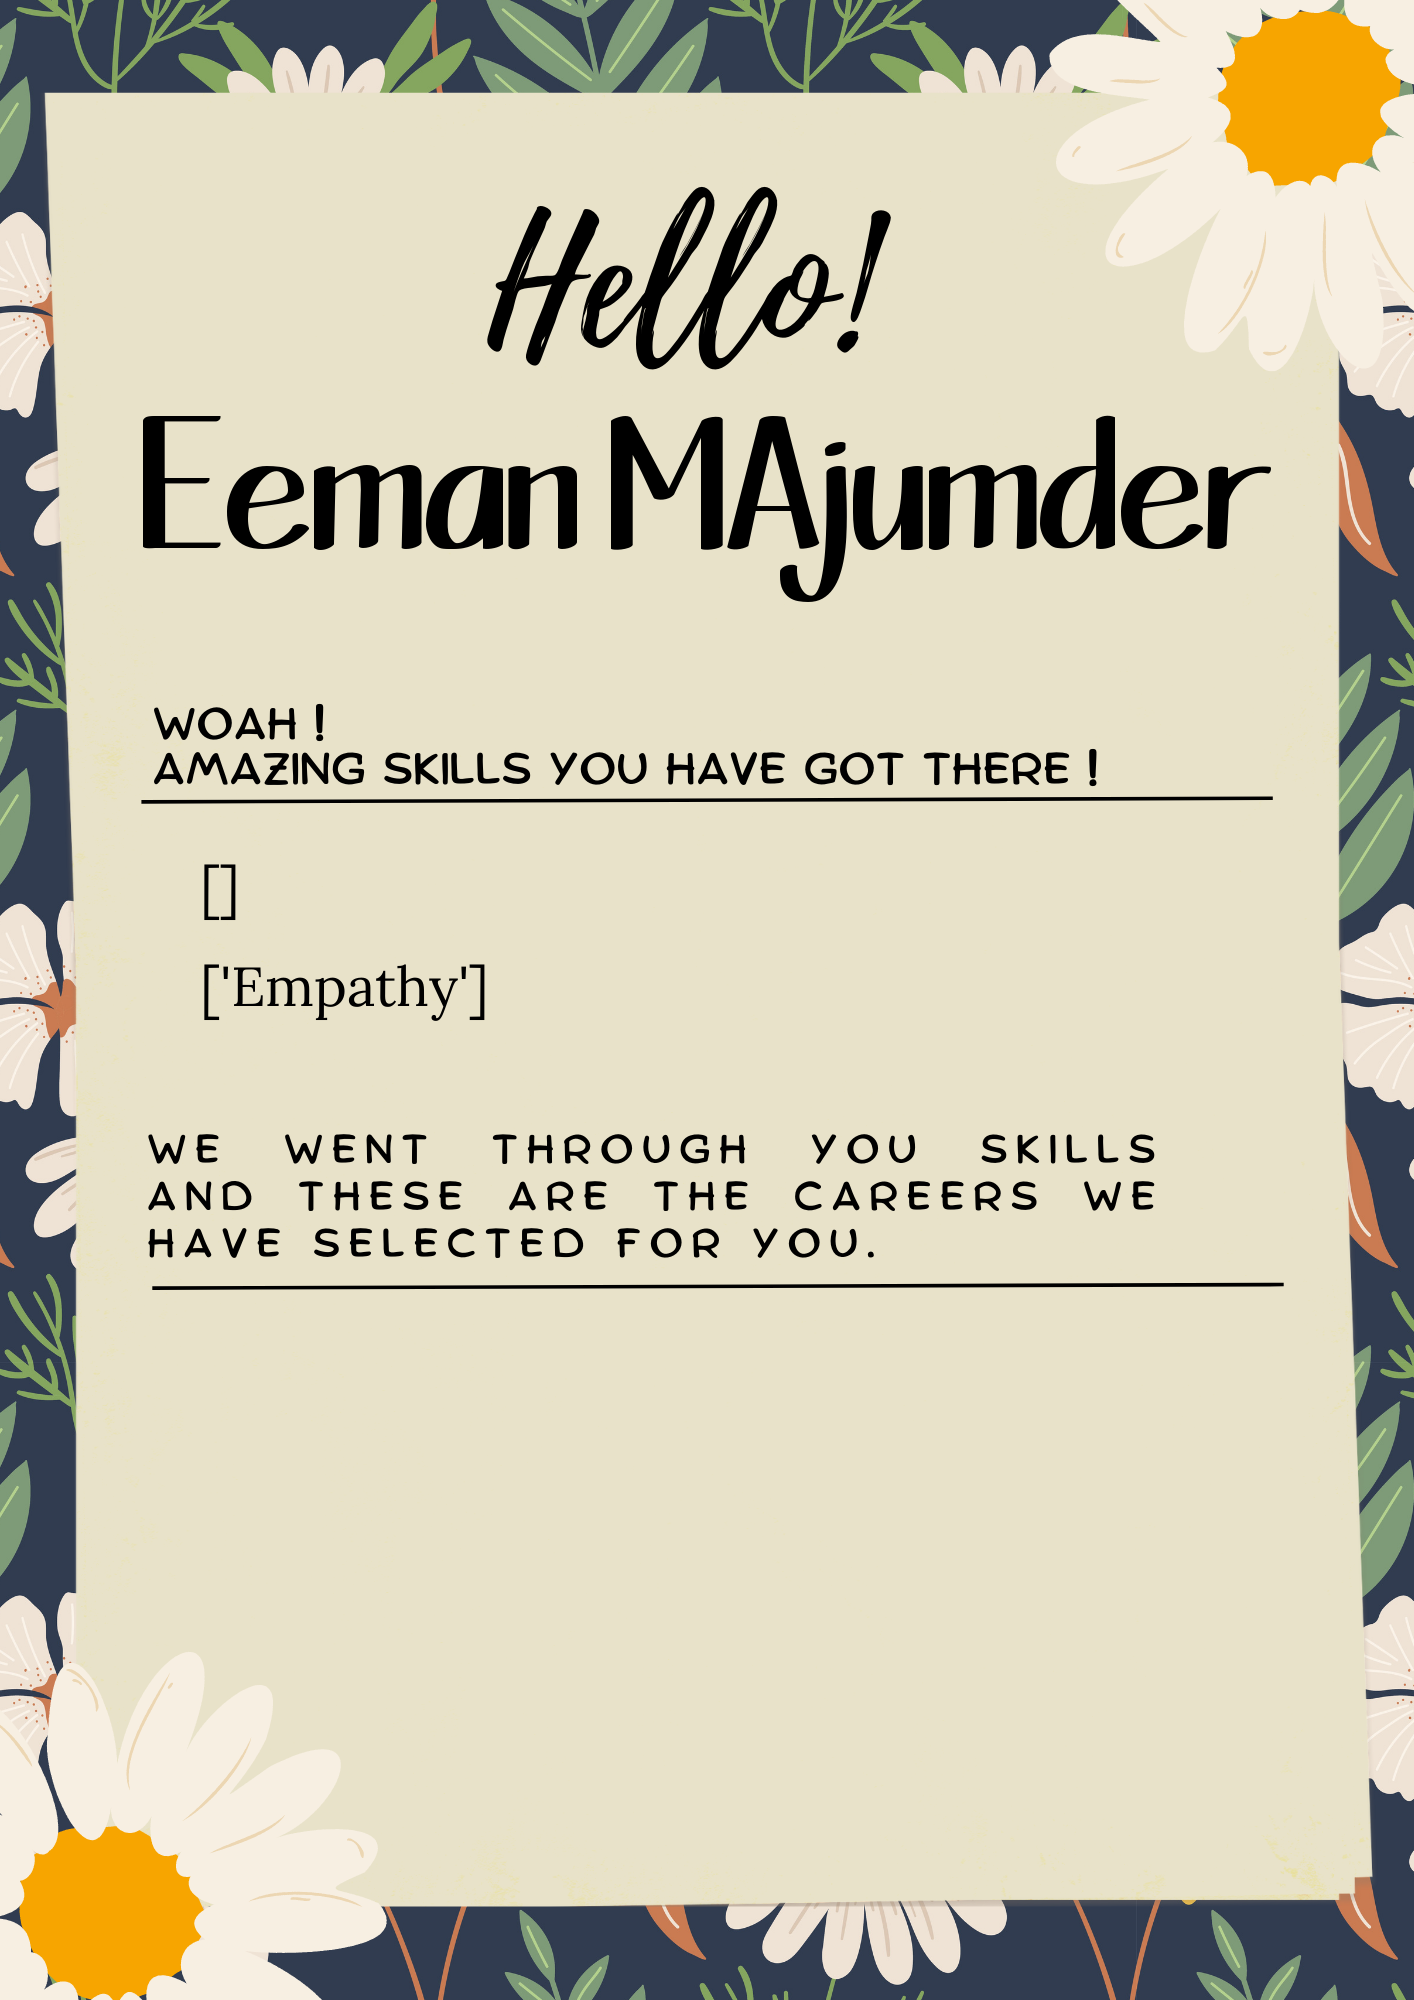 Hello!
Eeman MAjumder
WOAH !
AMAZING SKILLS YOU HAVE GOT THERE !
[]
['Empathy']
WE WENT THROUGH YOU SKILLS
AND THESE ARE THE CAREERS WE
HAVE SELECTED FOR YOU.